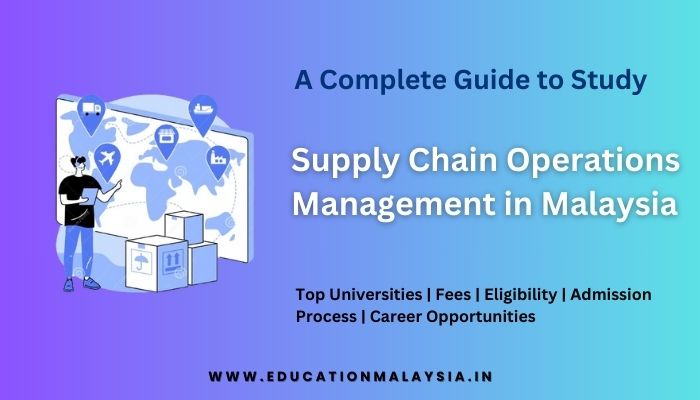 A Complete Guide to Study
Supply Chain Operations
Management in Malaysia
Top Universities | Fees | Eligibility | Admission
Process | Career Opportunities
WWW.EDUCATIONMALAYSIA.IN